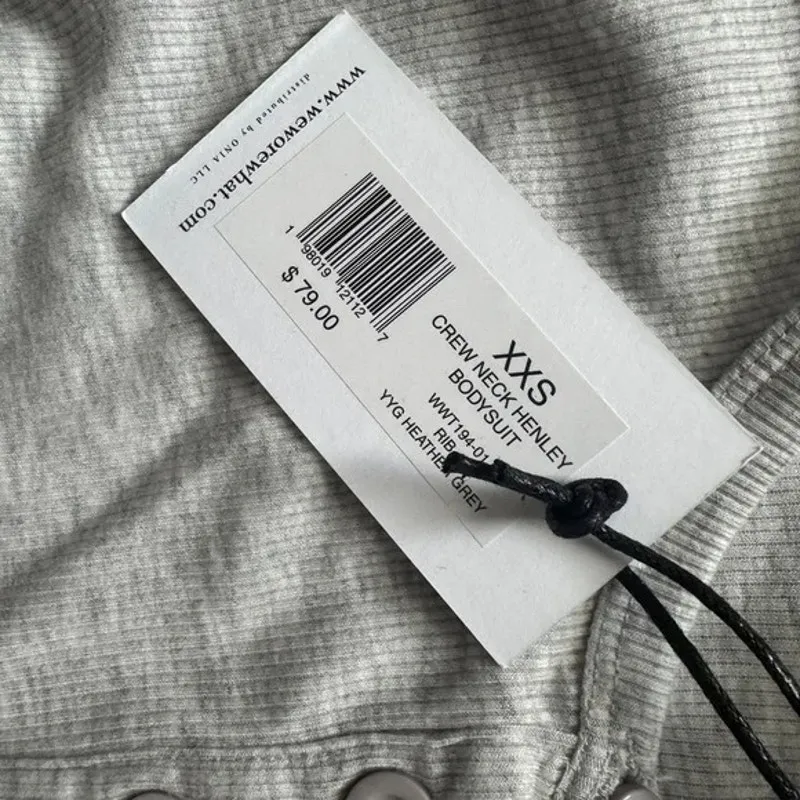 www.weworewhat.com
distributed by ONIA LLC
1 98019 12112 7
$ 79.00
XXS
CREW NECK HENLEY
BODYSUIT
WWT194-01
RIB
YYG HEATHER GREY